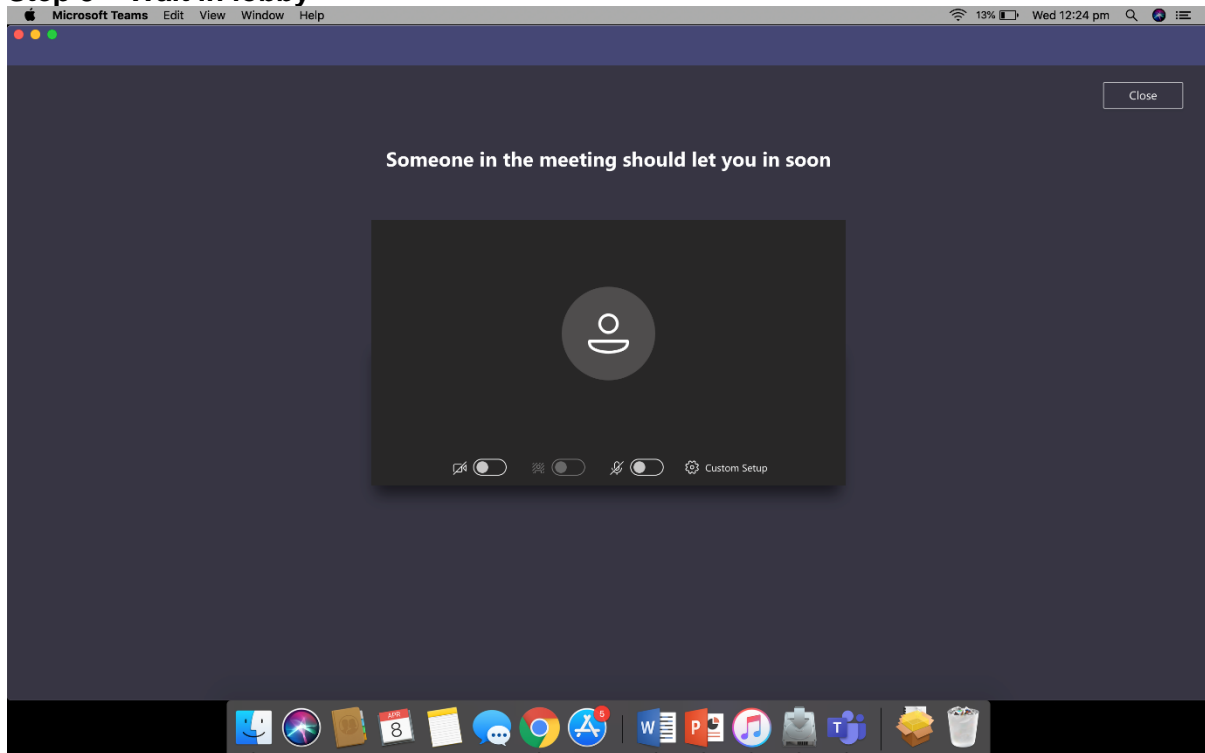 Microsoft Teams Edit View Window Help 13% Wed 12:24 pm
Close
Someone in the meeting should let you in soon
Custom Setup
APR
8
5
W
P
T